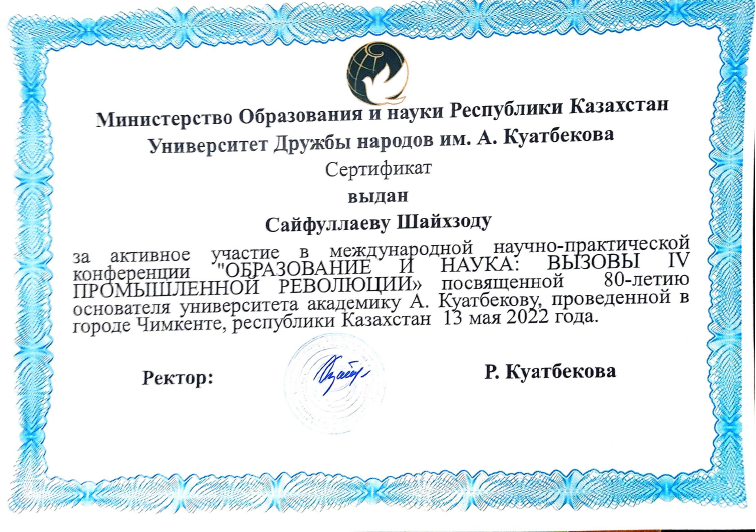 Министерство Образования и науки Республики Казахстан
Университет Дружбы народов им. А. Куатбекова
Сертификат
выдан
Сайфуллаеву Шайхзоду
за активное участие в международной научно-практической
конференции "ОБРАЗОВАНИЕ И НАУКА: ВЫЗОВЫ IV
ПРОМЫШЛЕННОЙ РЕВОЛЮЦИИ» посвященной 80-летию
основателя университета академику А. Куатбекову, проведенной в
городе Чимкенте, республики Казахстан 13 мая 2022 года.
Ректор:
Р. Куатбекова